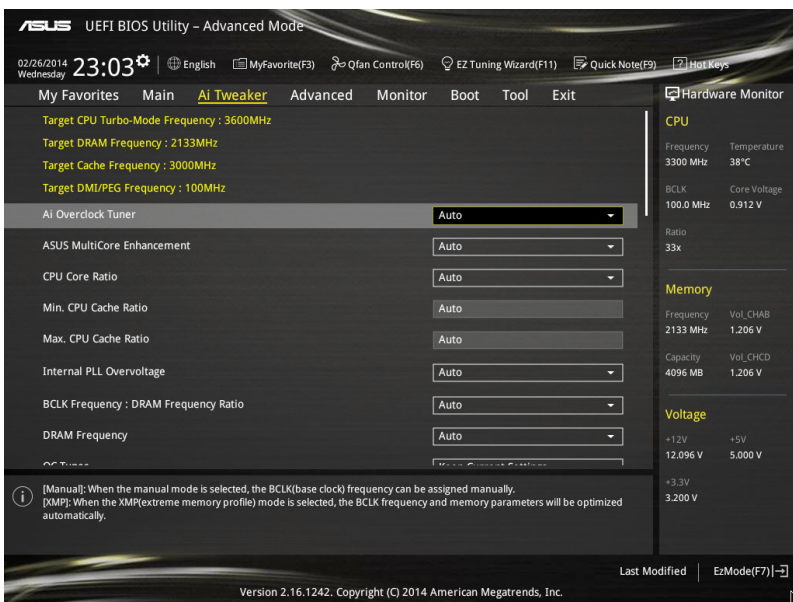 ASUS UEFI BIOS Utility – Advanced Mode
02/26/2014
Wednesday
23:03
English
MyFavorite(F3)
Qfan Control(F6)
EZ Tuning Wizard(F11)
Quick Note(F9)
? Hot Keys
My Favorites Main Ai Tweaker Advanced Monitor Boot Tool Exit
Target CPU Turbo-Mode Frequency : 3600MHz
Target DRAM Frequency : 2133MHz
Target Cache Frequency : 3000MHz
Target DMI/PEG Frequency : 100MHz
Ai Overclock Tuner Auto
ASUS MultiCore Enhancement Auto
CPU Core Ratio Auto
Min. CPU Cache Ratio Auto
Max. CPU Cache Ratio Auto
Internal PLL Overvoltage Auto
BCLK Frequency : DRAM Frequency Ratio Auto
DRAM Frequency Auto
OC Tuner Keep Current Settings
[Manual]: When the manual mode is selected, the BCLK(base clock) frequency can be assigned manually.
[XMP]: When the XMP(extreme memory profile) mode is selected, the BCLK frequency and memory parameters will be optimized
automatically.
Hardware Monitor
CPU
Frequency Temperature
3300 MHz 38°C
BCLK Core Voltage
100.0 MHz 0.912 V
Ratio
33x
Memory
Frequency Vol_CHAB
2133 MHz 1.206 V
Capacity Vol_CHCD
4096 MB 1.206 V
Voltage
+12V +5V
12.096 V 5.000 V
+3.3V
3.200 V
Last Modified
EzMode(F7)
Version 2.16.1242. Copyright (C) 2014 American Megatrends, Inc.